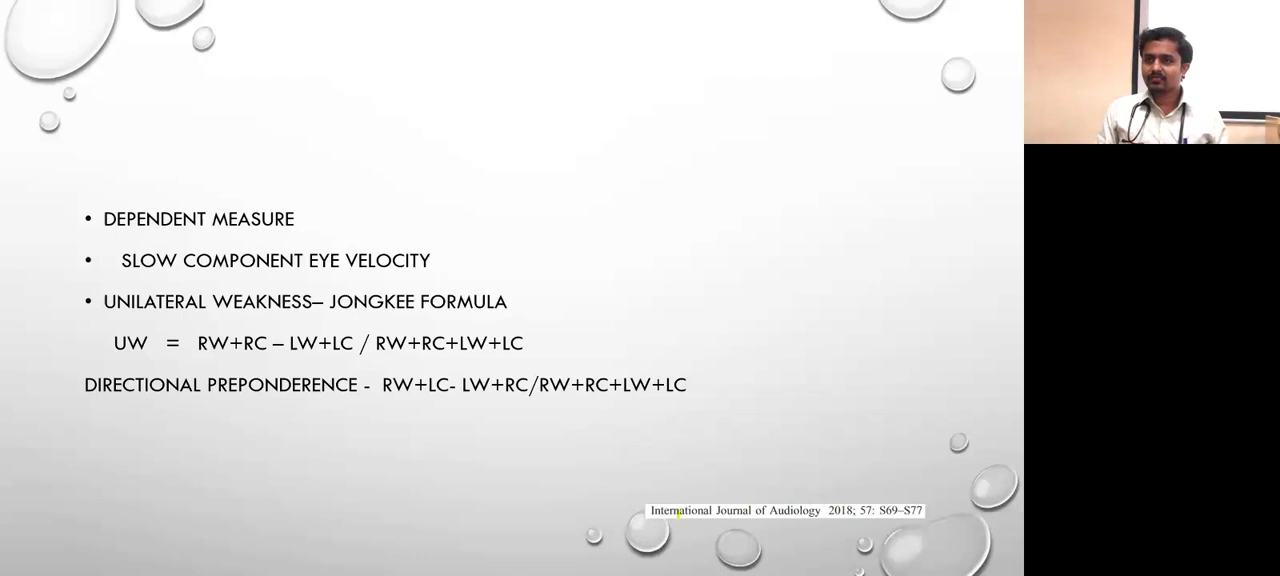 • DEPENDENT MEASURE
• SLOW COMPONENT EYE VELOCITY
• UNILATERAL WEAKNESS– JONGKEE FORMULA
UW = RW+RC – LW+LC / RW+RC+LW+LC
DIRECTIONAL PREPONDERENCE - RW+LC- LW+RC/RW+RC+LW+LC
International Journal of Audiology 2018; 57: S69–S77